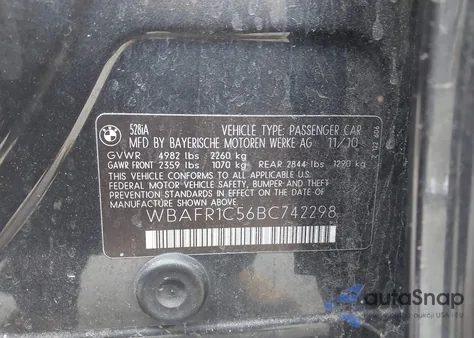 528iA VEHICLE TYPE: PASSENGER CAR
MFD BY BAYERISCHE MOTOREN WERKE AG 11/10
GVWR 4982 lbs 2260 kg
GAWR FRONT 2359 lbs 1070 kg REAR 2844 lbs 1290 kg
THIS VEHICLE CONFORMS TO ALL APPLICABLE
FEDERAL MOTOR VEHICLE SAFETY, BUMPER AND THEFT
PREVENTION STANDARDS IN EFFECT ON THE DATE OF
MANUFACTURE SHOWN ABOVE.
WBAFR1C56BC742298
autoSnap